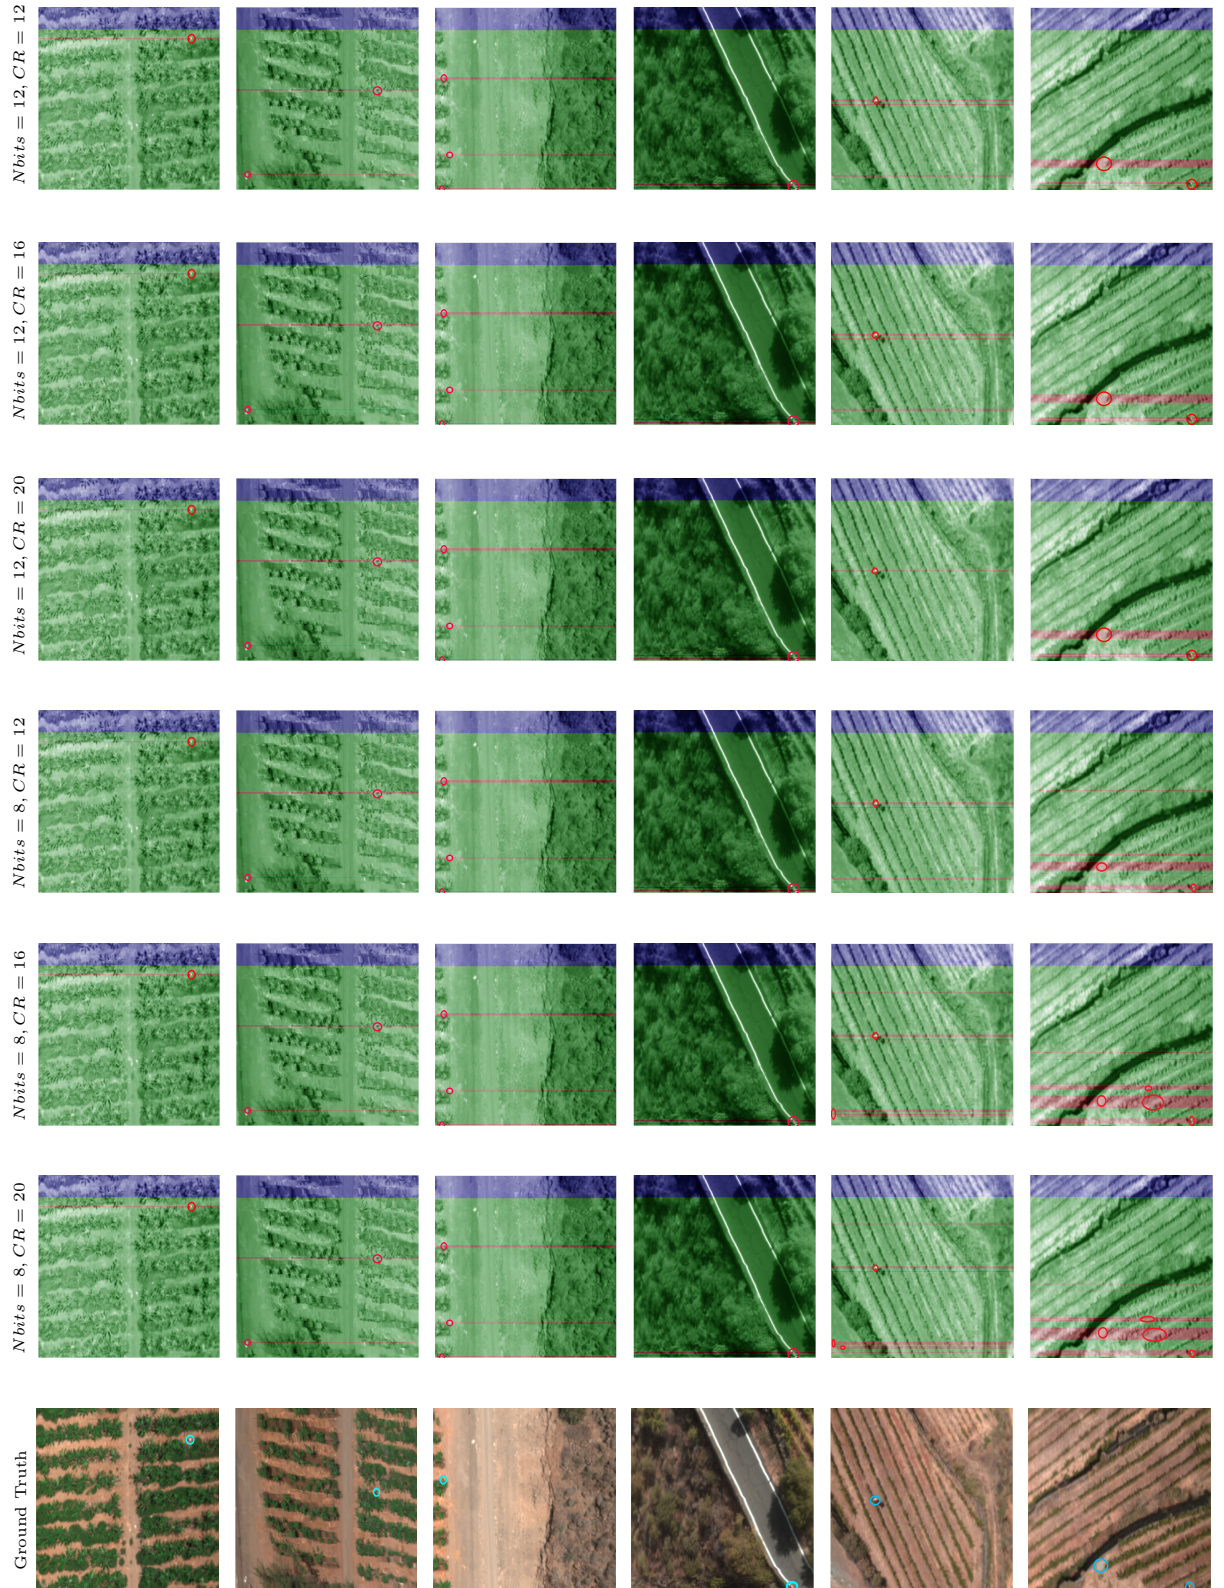 Nbits = 12, CR = 12
Nbits = 12, CR = 16
Nbits = 12, CR = 20
Nbits = 8, CR = 12
Nbits = 8, CR = 16
Nbits = 8, CR = 20
Ground Truth